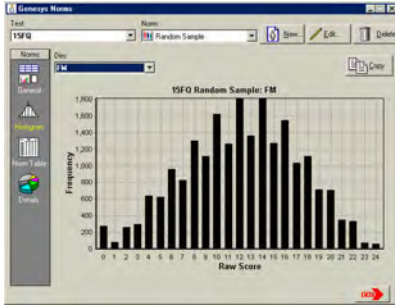 Genesys Norms
Test: Norm:
15FQ Random Sample New... Edit... Delete
Norms Dim:
FM Copy
General
15FQ Random Sample: FM
Histogram
Norm Table
Details
Frequency
1,800
1,600
1,400
1,200
1,000
800
600
400
200
0
0 1 2 3 4 5 6 7 8 9 10 11 12 13 14 15 16 17 18 19 20 21 22 23 24
Raw Score